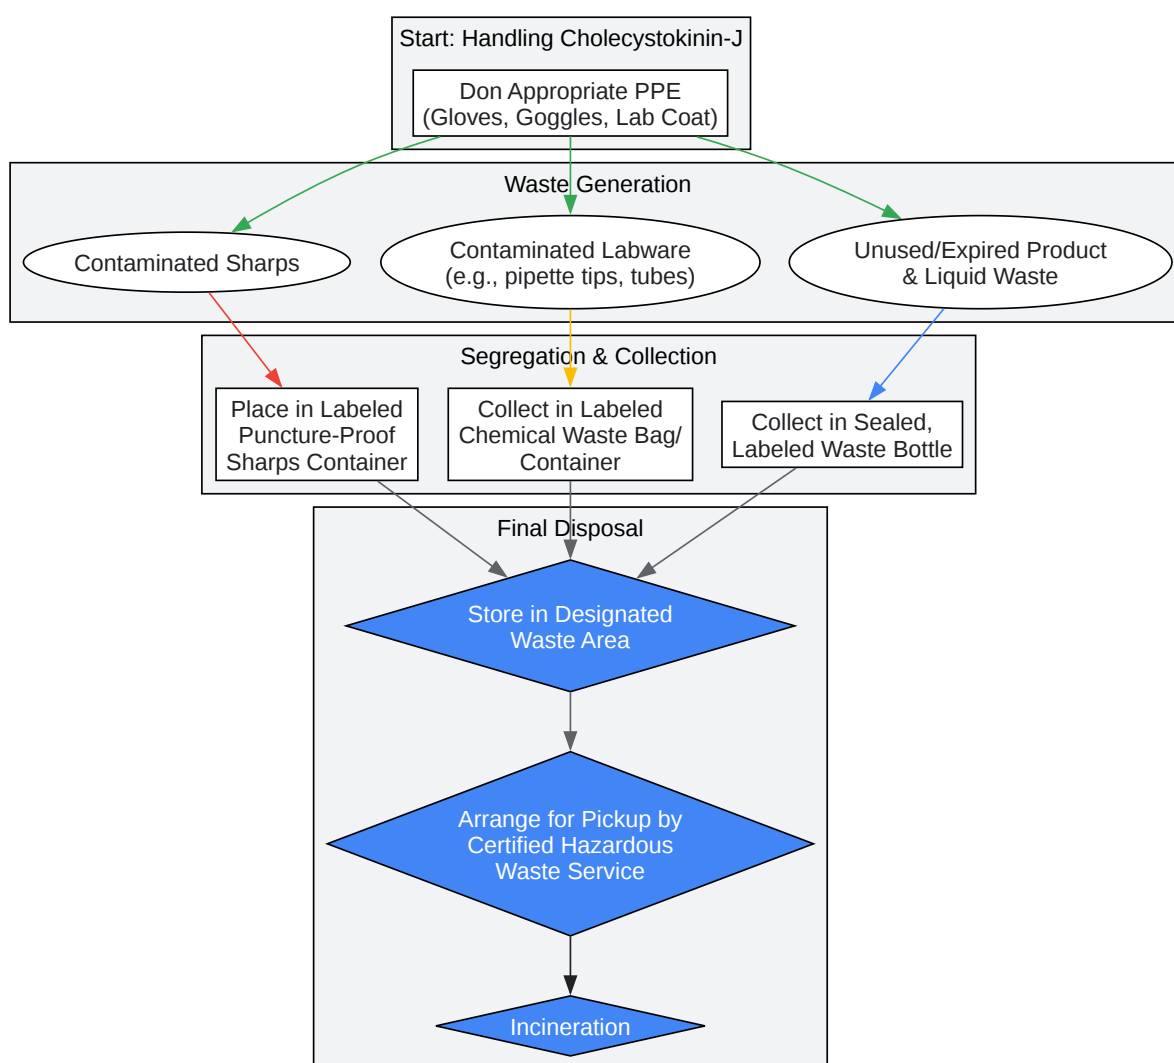 Start: Handling Cholecystokinin-J
Don Appropriate PPE
(Gloves, Goggles, Lab Coat)
Waste Generation
Contaminated Sharps
Contaminated Labware
(e.g., pipette tips, tubes)
Unused/Expired Product
& Liquid Waste
Segregation & Collection
Place in Labeled
Puncture-Proof
Sharps Container
Collect in Labeled
Chemical Waste Bag/
Container
Collect in Sealed,
Labeled Waste Bottle
Final Disposal
Store in Designated
Waste Area
Arrange for Pickup by
Certified Hazardous
Waste Service
Incineration